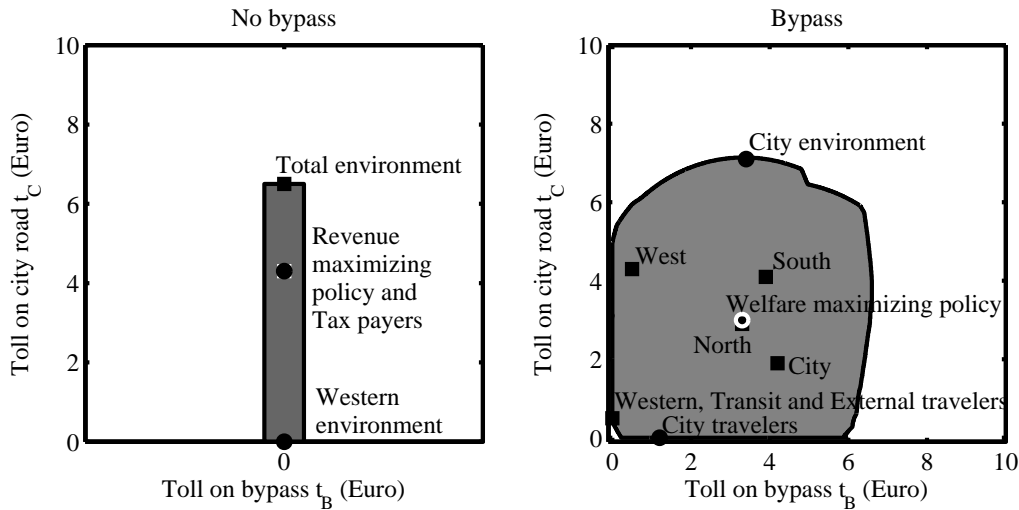 No bypass
10
8
6
4
2
0
Toll on city road t_C (Euro)
Total environment
Revenue
maximizing
policy and
Tax payers
Western
environment
0
Toll on bypass t_B (Euro)
Bypass
10
8
6
4
2
0
Toll on city road t_C (Euro)
City environment
West
South
Welfare maximizing policy
North
City
Western, Transit and External travelers
City travelers
0 2 4 6 8 10
Toll on bypass t_B (Euro)